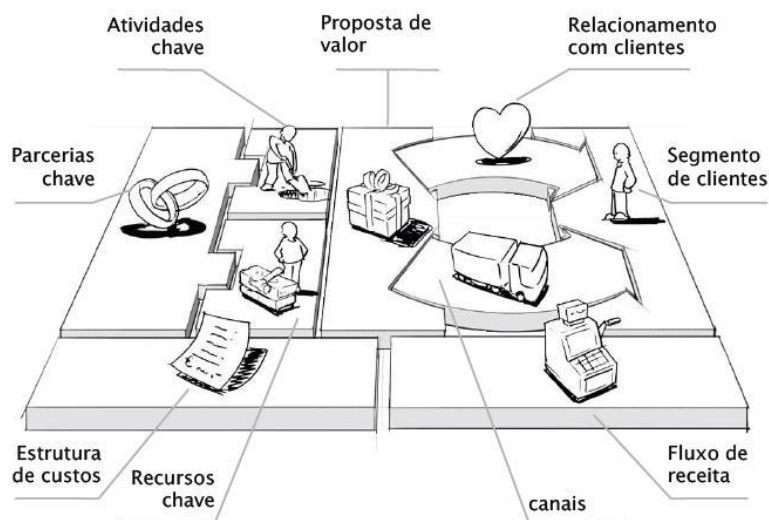 Atividades
chave
Proposta de
valor
Relacionamento
com clientes
Parcerias
chave
Segmento
de clientes
Estrutura
de custos
Recursos
chave
canais
Fluxo de
receita